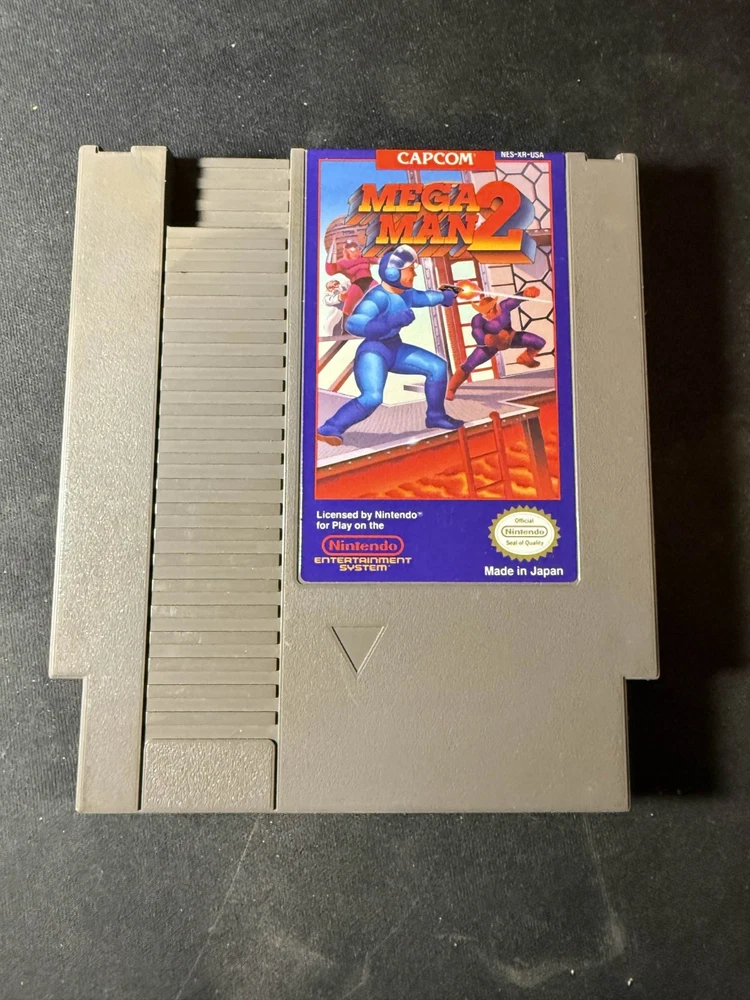 CAPCOM
NES-XR-USA
MEGA
MAN 2
Licensed by Nintendo®
for Play on the
Nintendo
ENTERTAINMENT
SYSTEM™
Official
Nintendo
Seal of Quality
Made in Japan